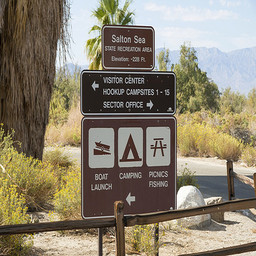 Salton Sea
STATE RECREATION AREA
Elevation: -228 Ft.
VISITOR CENTER
HOOKUP CAMPSITES 1 - 15
SECTOR OFFICE
BOAT LAUNCH
CAMPING
PICNICS FISHING